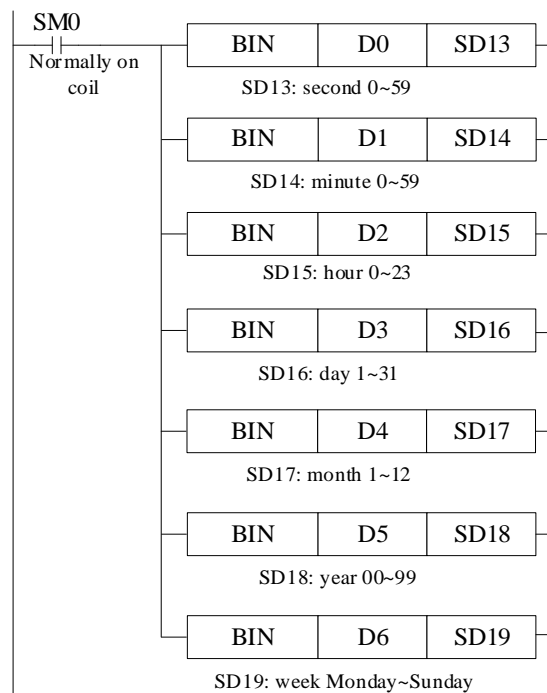 SM0
Normally on
coil
BIN D0 SD13
SD13: second 0~59
BIN D1 SD14
SD14: minute 0~59
BIN D2 SD15
SD15: hour 0~23
BIN D3 SD16
SD16: day 1~31
BIN D4 SD17
SD17: month 1~12
BIN D5 SD18
SD18: year 00~99
BIN D6 SD19
SD19: week Monday~Sunday